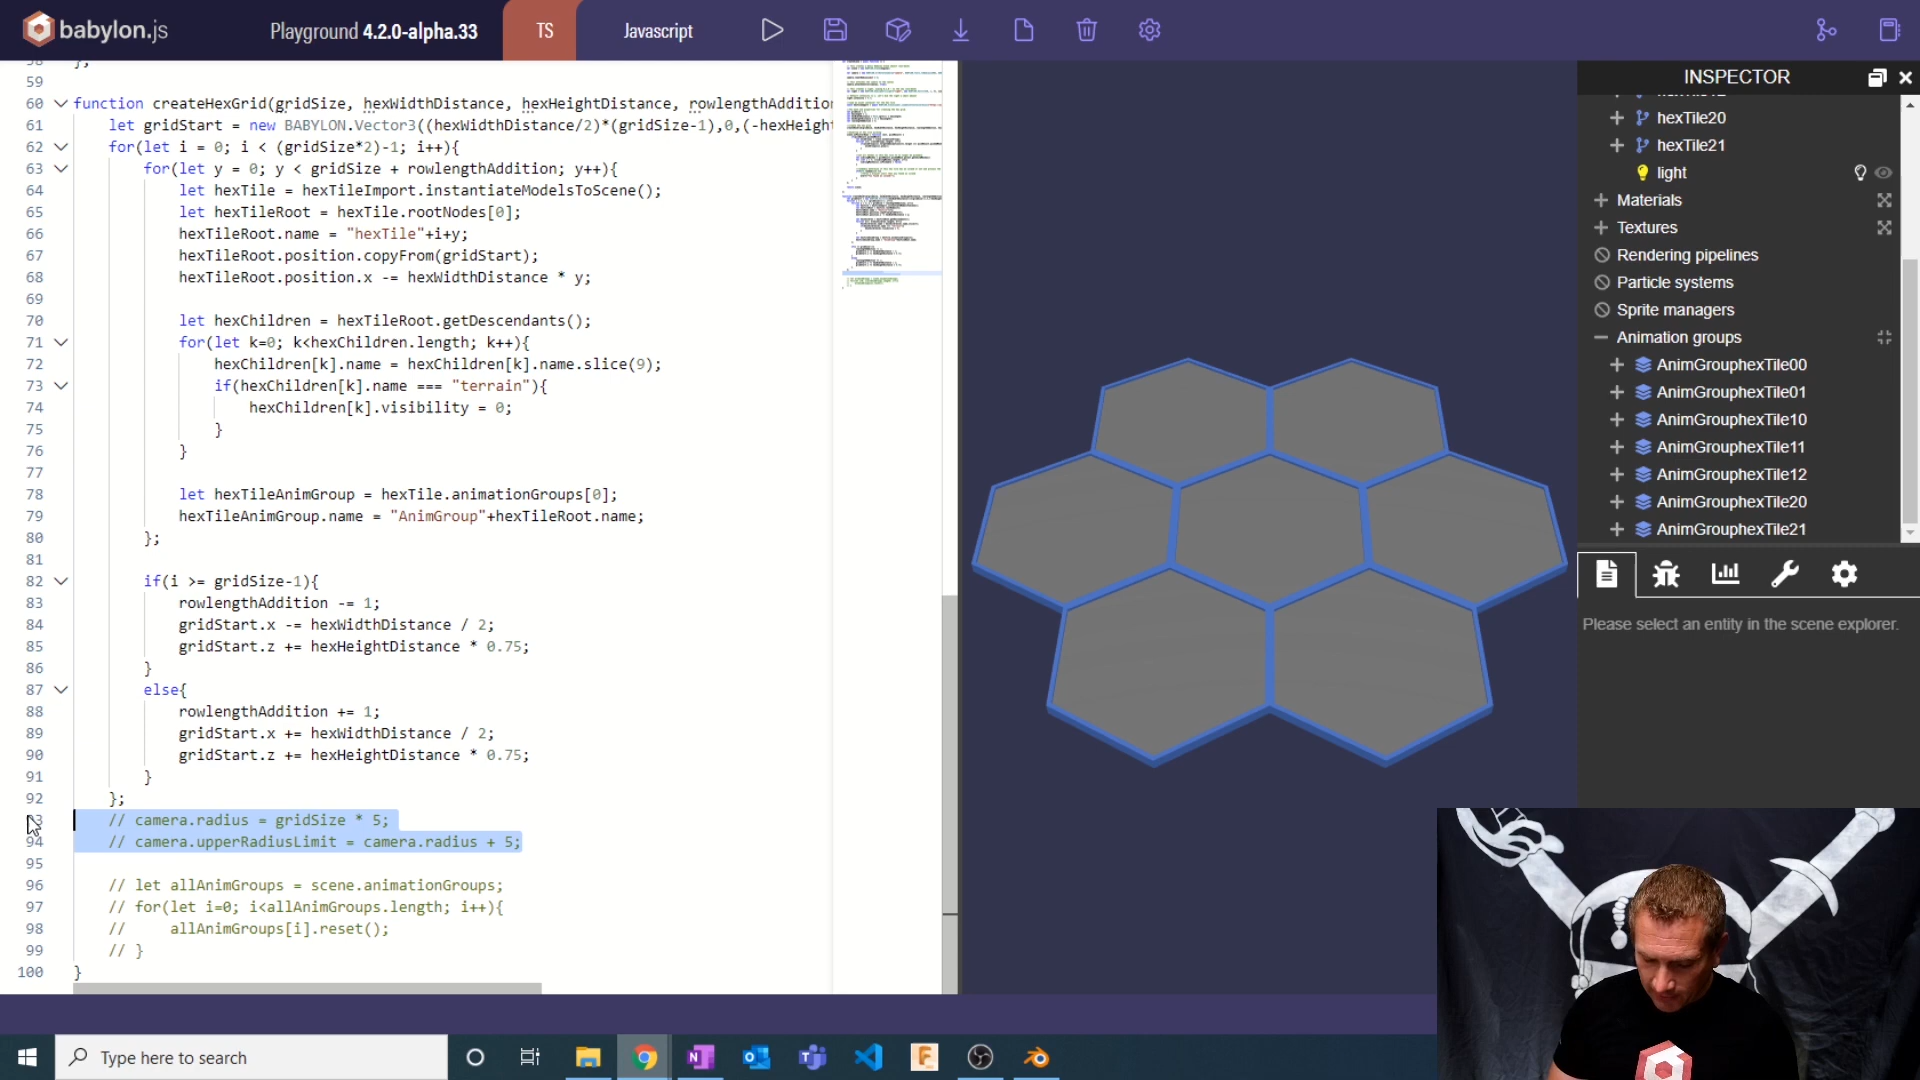 babylon.js
Playground 4.2.0-alpha.33
TS
Javascript
58 };
59
60 function createHexGrid(gridSize, hexWidthDistance, hexHeightDistance, rowlengthAddition
61 let gridStart = new BABYLON.Vector3((hexWidthDistance/2)*(gridSize-1),0,(-hexHeight
62 for(let i = 0; i < (gridSize*2)-1; i++){
63 for(let y = 0; y < gridSize + rowlengthAddition; y++){
64 let hexTile = hexTileImport.instantiateModelsToScene();
65 let hexTileRoot = hexTile.rootNodes[0];
66 hexTileRoot.name = "hexTile"+i+y;
67 hexTileRoot.position.copyFrom(gridStart);
68 hexTileRoot.position.x -= hexWidthDistance * y;
69
70 let hexChildren = hexTileRoot.getDescendants();
71 for(let k=0; k<hexChildren.length; k++){
72 hexChildren[k].name = hexChildren[k].name.slice(9);
73 if(hexChildren[k].name === "terrain"){
74 hexChildren[k].visibility = 0;
75 }
76 }
77
78 let hexTileAnimGroup = hexTile.animationGroups[0];
79 hexTileAnimGroup.name = "AnimGroup"+hexTileRoot.name;
80 };
81
82 if(i >= gridSize-1){
83 rowlengthAddition -= 1;
84 gridStart.x -= hexWidthDistance / 2;
85 gridStart.z += hexHeightDistance * 0.75;
86 }
87 else{
88 rowlengthAddition += 1;
89 gridStart.x += hexWidthDistance / 2;
90 gridStart.z += hexHeightDistance * 0.75;
91 }
92 };
93 // camera.radius = gridSize * 5;
94 // camera.upperRadiusLimit = camera.radius + 5;
95
96 // let allAnimGroups = scene.animationGroups;
97 // for(let i=0; i<allAnimGroups.length; i++){
98 // allAnimGroups[i].reset();
99 // }
100 }
INSPECTOR
hexTile12
hexTile20
hexTile21
light
Materials
Textures
Rendering pipelines
Particle systems
Sprite managers
Animation groups
AnimGrouphexTile00
AnimGrouphexTile01
AnimGrouphexTile10
AnimGrouphexTile11
AnimGrouphexTile12
AnimGrouphexTile20
AnimGrouphexTile21
Please select an entity in the scene explorer.
Type here to search